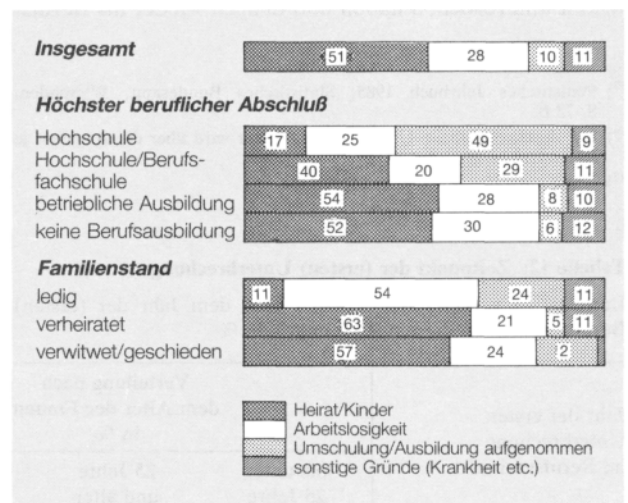 Insgesamt 51 28 10 11
Höchster beruflicher Abschluß
Hochschule 17 25 49 9
Hochschule/Berufs-
fachschule 40 20 29 11
betriebliche Ausbildung 54 28 8 10
keine Berufsausbildung 52 30 6 12
Familienstand
ledig 11 54 24 11
verheiratet 63 21 5 11
verwitwet/geschieden 57 24 2
Heirat/Kinder
Arbeitslosigkeit
Umschulung/Ausbildung aufgenommen
sonstige Gründe (Krankheit etc.)